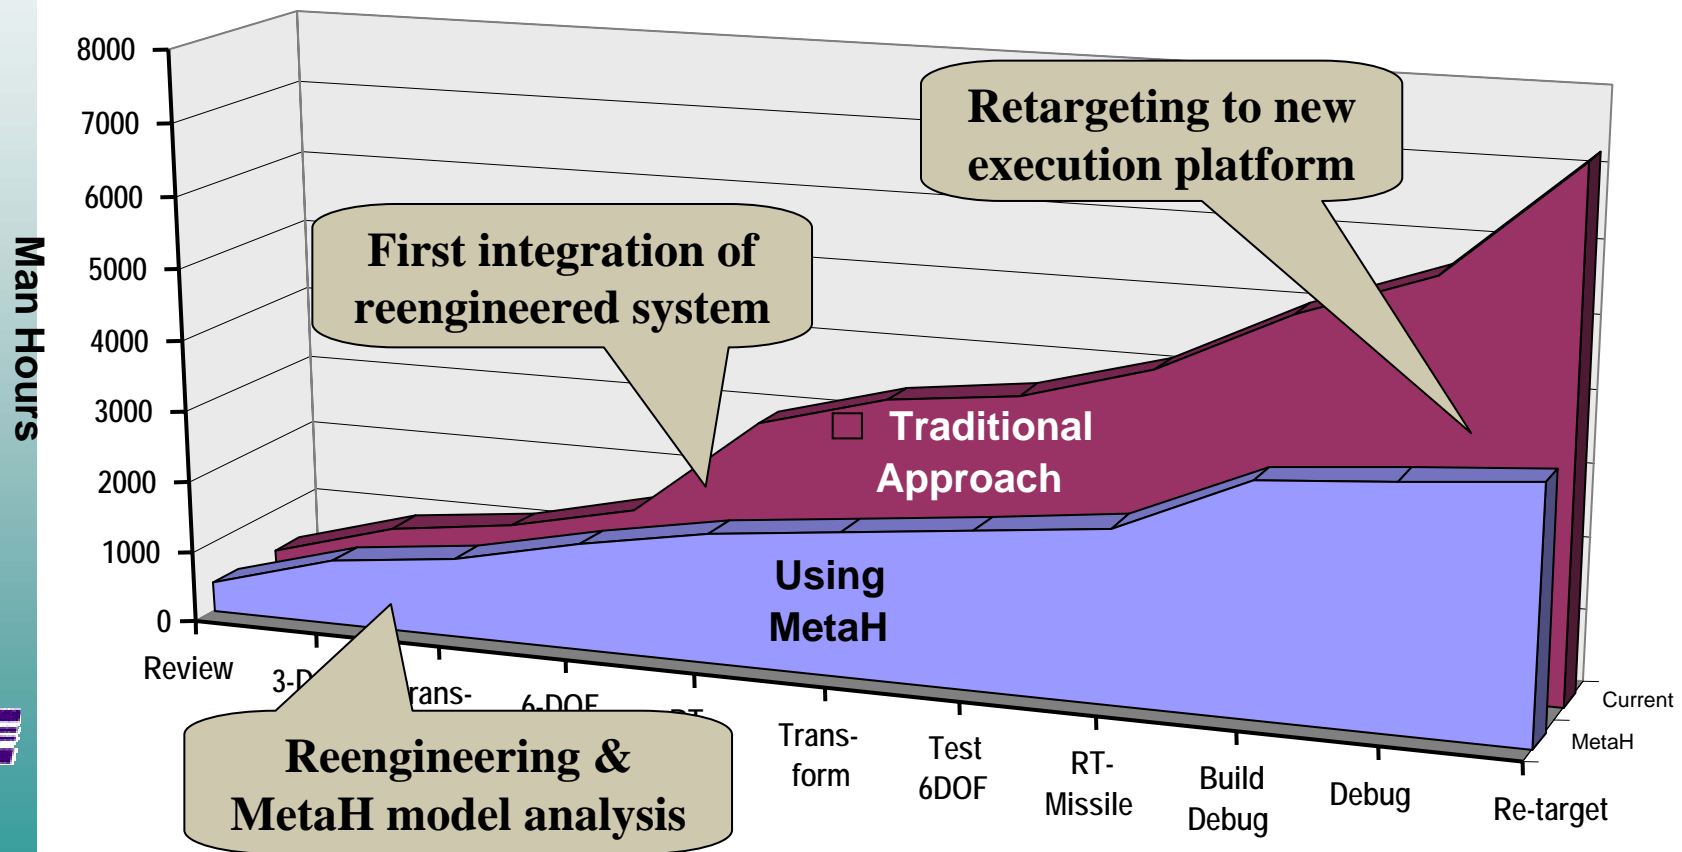 8000
7000
6000
5000
4000
3000
2000
1000
0
Man Hours
Retargeting to new
execution platform
First integration of
reengineered system
Traditional
Approach
Using
MetaH
Reengineering &
MetaH model analysis
Review
6-DOF
Trans-
form
Test
6DOF
RT-
Missile
Build
Debug
Debug
Re-target
Current
MetaH